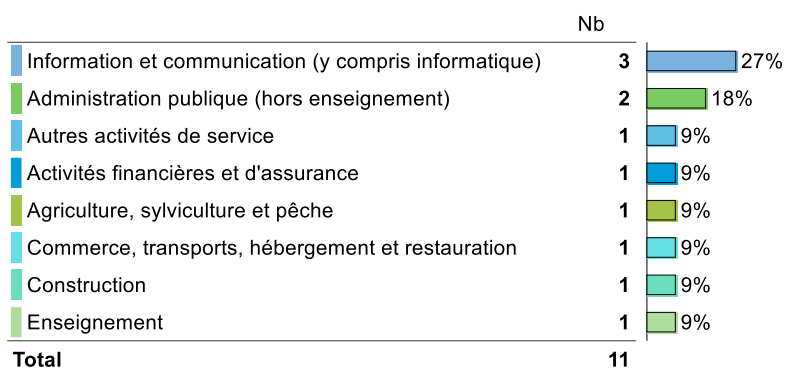 Nb
Information et communication (y compris informatique) 3 27%
Administration publique (hors enseignement) 2 18%
Autres activités de service 1 9%
Activités financières et d'assurance 1 9%
Agriculture, sylviculture et pêche 1 9%
Commerce, transports, hébergement et restauration 1 9%
Construction 1 9%
Enseignement 1 9%
Total 11